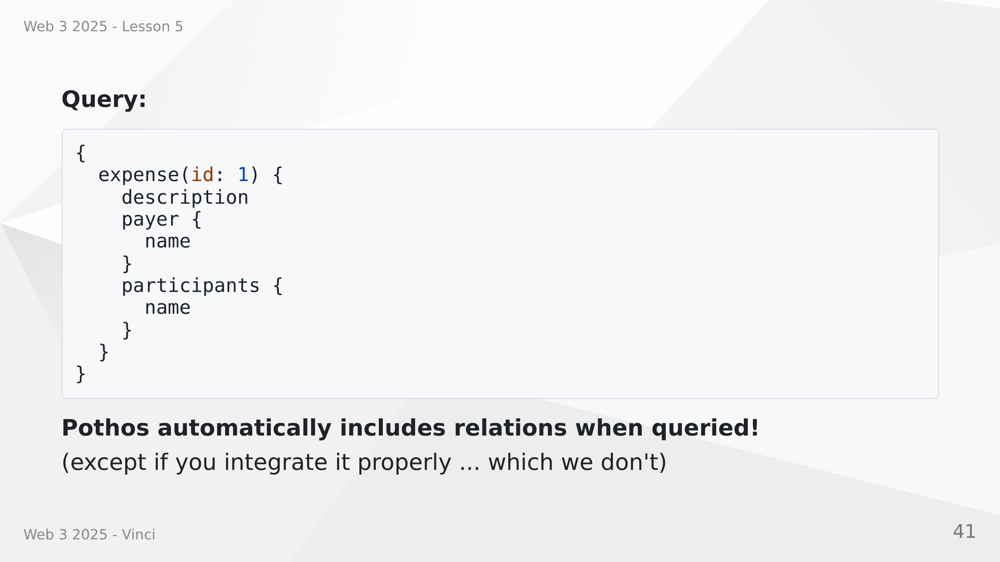 Web 3 2025 - Lesson 5
Query:
{
  expense(id: 1) {
    description
    payer {
      name
    }
    participants {
      name
    }
  }
}
Pothos automatically includes relations when queried!
(except if you integrate it properly ... which we don't)
Web 3 2025 - Vinci
41